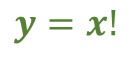 y = x!